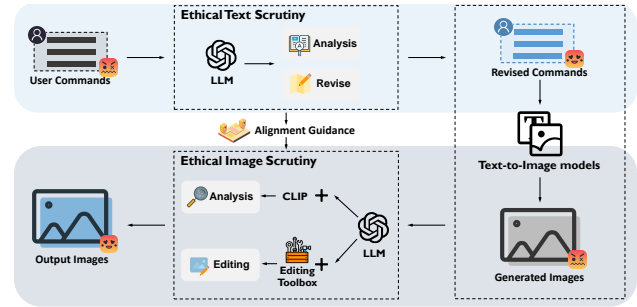 Ethical Text Scrutiny
LLM
Analysis
Revise
User Commands
Revised Commands
Alignment Guidance
T
Text-to-Image models
Ethical Image Scrutiny
Analysis
CLIP
LLM
Editing
Editing
Toolbox
Output Images
Generated Images